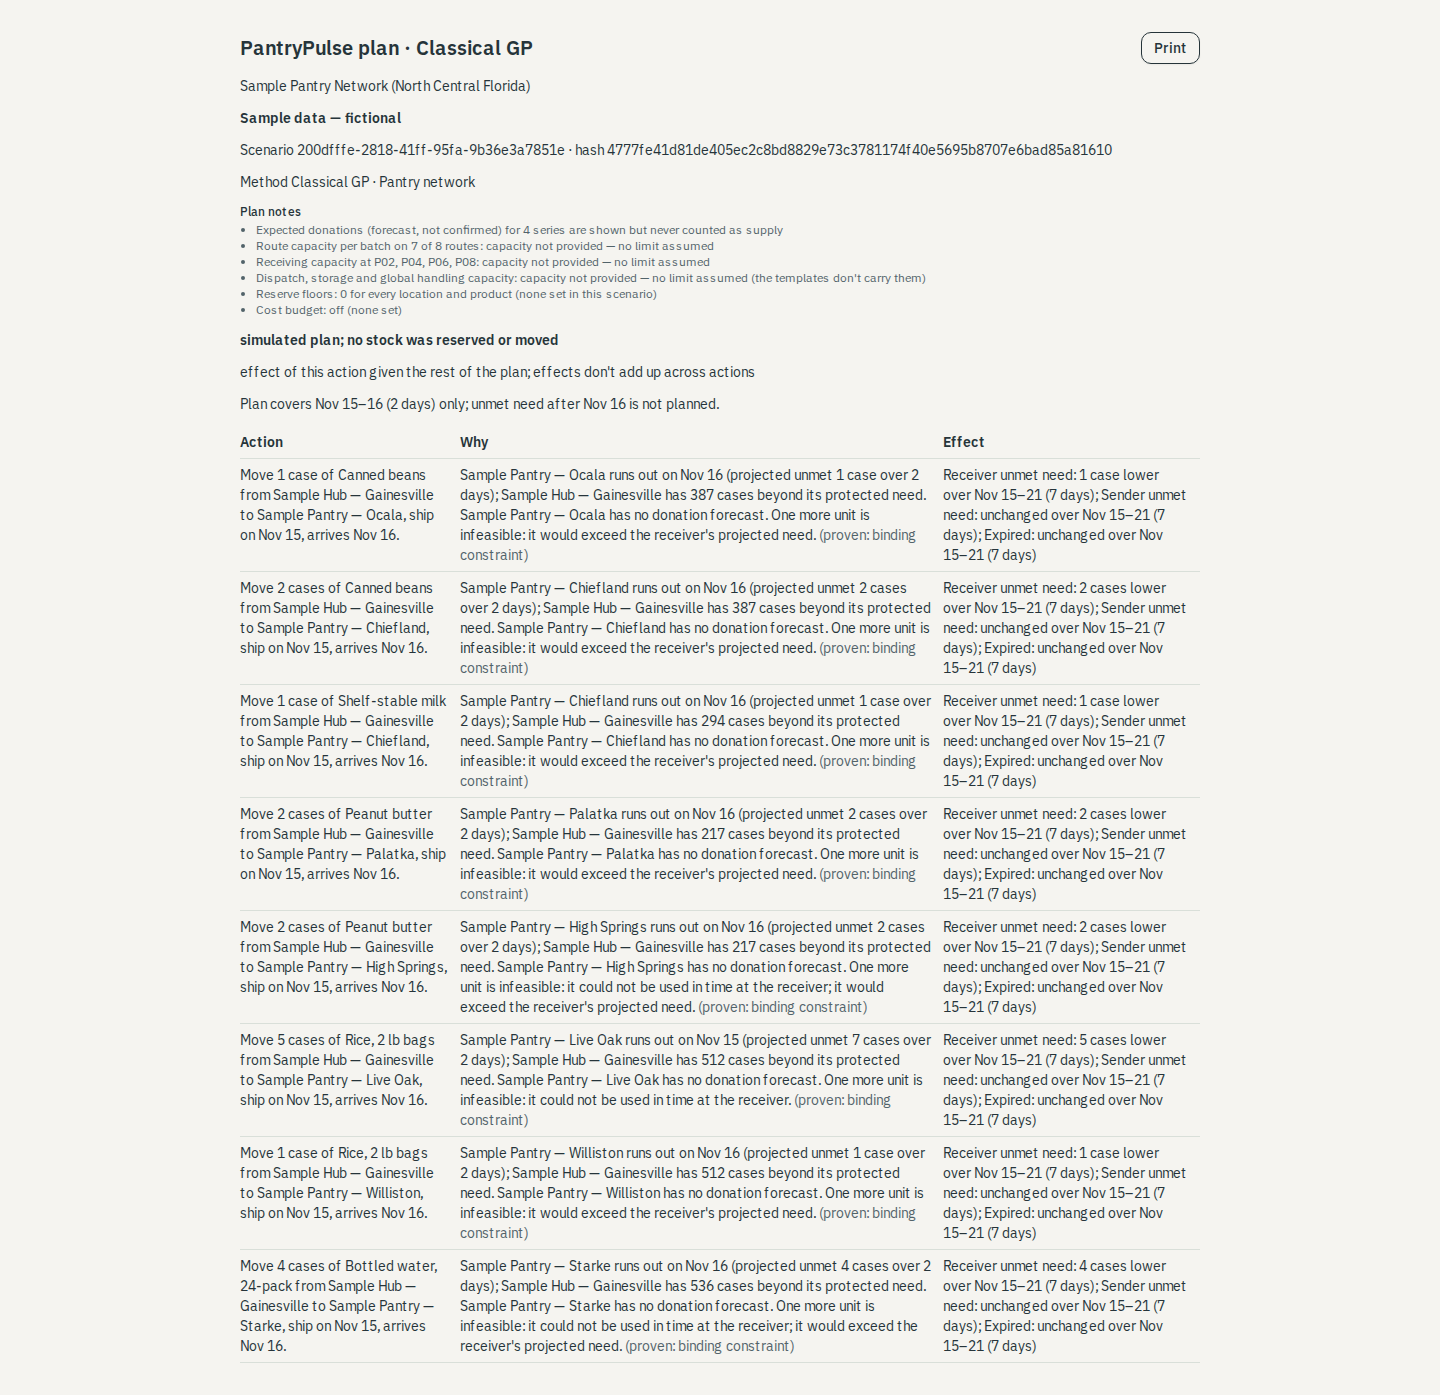 PantryPulse plan · Classical GP
Print
Sample Pantry Network (North Central Florida)
Sample data — fictional
Scenario 200dfffe-2818-41ff-95fa-9b36e3a7851e · hash 4777fe41d81de405ec2c8bd8829e73c3781174f40e5695b8707e6bad85a81610
Method Classical GP · Pantry network
Plan notes
• Expected donations (forecast, not confirmed) for 4 series are shown but never counted as supply
• Route capacity per batch on 7 of 8 routes: capacity not provided — no limit assumed
• Receiving capacity at P02, P04, P06, P08: capacity not provided — no limit assumed
• Dispatch, storage and global handling capacity: capacity not provided — no limit assumed (the templates don't carry them)
• Reserve floors: 0 for every location and product (none set in this scenario)
• Cost budget: off (none set)
simulated plan; no stock was reserved or moved
effect of this action given the rest of the plan; effects don't add up across actions
Plan covers Nov 15–16 (2 days) only; unmet need after Nov 16 is not planned.
Action
Why
Effect
Move 1 case of Canned beans
from Sample Hub — Gainesville
to Sample Pantry — Ocala, ship
on Nov 15, arrives Nov 16.
Sample Pantry — Ocala runs out on Nov 16 (projected unmet 1 case over 2
days); Sample Hub — Gainesville has 387 cases beyond its protected need.
Sample Pantry — Ocala has no donation forecast. One more unit is
infeasible: it would exceed the receiver's projected need. (proven: binding
constraint)
Receiver unmet need: 1 case lower
over Nov 15–21 (7 days); Sender unmet
need: unchanged over Nov 15–21 (7
days); Expired: unchanged over Nov
15–21 (7 days)
Move 2 cases of Canned beans
from Sample Hub — Gainesville
to Sample Pantry — Chiefland,
ship on Nov 15, arrives Nov 16.
Sample Pantry — Chiefland runs out on Nov 16 (projected unmet 2 cases
over 2 days); Sample Hub — Gainesville has 387 cases beyond its protected
need. Sample Pantry — Chiefland has no donation forecast. One more unit is
infeasible: it would exceed the receiver's projected need. (proven: binding
constraint)
Receiver unmet need: 2 cases lower
over Nov 15–21 (7 days); Sender unmet
need: unchanged over Nov 15–21 (7
days); Expired: unchanged over Nov
15–21 (7 days)
Move 1 case of Shelf-stable milk
from Sample Hub — Gainesville
to Sample Pantry — Chiefland,
ship on Nov 15, arrives Nov 16.
Sample Pantry — Chiefland runs out on Nov 16 (projected unmet 1 case over
2 days); Sample Hub — Gainesville has 294 cases beyond its protected
need. Sample Pantry — Chiefland has no donation forecast. One more unit is
infeasible: it would exceed the receiver's projected need. (proven: binding
constraint)
Receiver unmet need: 1 case lower
over Nov 15–21 (7 days); Sender unmet
need: unchanged over Nov 15–21 (7
days); Expired: unchanged over Nov
15–21 (7 days)
Move 2 cases of Peanut butter
from Sample Hub — Gainesville
to Sample Pantry — Palatka, ship
on Nov 15, arrives Nov 16.
Sample Pantry — Palatka runs out on Nov 16 (projected unmet 2 cases over
2 days); Sample Hub — Gainesville has 217 cases beyond its protected
need. Sample Pantry — Palatka has no donation forecast. One more unit is
infeasible: it would exceed the receiver's projected need. (proven: binding
constraint)
Receiver unmet need: 2 cases lower
over Nov 15–21 (7 days); Sender unmet
need: unchanged over Nov 15–21 (7
days); Expired: unchanged over Nov
15–21 (7 days)
Move 2 cases of Peanut butter
from Sample Hub — Gainesville
to Sample Pantry — High Springs,
ship on Nov 15, arrives Nov 16.
Sample Pantry — High Springs runs out on Nov 16 (projected unmet 2 cases
over 2 days); Sample Hub — Gainesville has 217 cases beyond its protected
need. Sample Pantry — High Springs has no donation forecast. One more
unit is infeasible: it could not be used in time at the receiver; it would
exceed the receiver's projected need. (proven: binding constraint)
Receiver unmet need: 2 cases lower
over Nov 15–21 (7 days); Sender unmet
need: unchanged over Nov 15–21 (7
days); Expired: unchanged over Nov
15–21 (7 days)
Move 5 cases of Rice, 2 lb bags
from Sample Hub — Gainesville
to Sample Pantry — Live Oak,
ship on Nov 15, arrives Nov 16.
Sample Pantry — Live Oak runs out on Nov 15 (projected unmet 7 cases over
2 days); Sample Hub — Gainesville has 512 cases beyond its protected
need. Sample Pantry — Live Oak has no donation forecast. One more unit is
infeasible: it could not be used in time at the receiver. (proven: binding
constraint)
Receiver unmet need: 5 cases lower
over Nov 15–21 (7 days); Sender unmet
need: unchanged over Nov 15–21 (7
days); Expired: unchanged over Nov
15–21 (7 days)
Move 1 case of Rice, 2 lb bags
from Sample Hub — Gainesville
to Sample Pantry — Williston,
ship on Nov 15, arrives Nov 16.
Sample Pantry — Williston runs out on Nov 16 (projected unmet 1 case over
2 days); Sample Hub — Gainesville has 512 cases beyond its protected
need. Sample Pantry — Williston has no donation forecast. One more unit is
infeasible: it would exceed the receiver's projected need. (proven: binding
constraint)
Receiver unmet need: 1 case lower
over Nov 15–21 (7 days); Sender unmet
need: unchanged over Nov 15–21 (7
days); Expired: unchanged over Nov
15–21 (7 days)
Move 4 cases of Bottled water,
24-pack from Sample Hub —
Gainesville to Sample Pantry —
Starke, ship on Nov 15, arrives
Nov 16.
Sample Pantry — Starke runs out on Nov 16 (projected unmet 4 cases over 2
days); Sample Hub — Gainesville has 536 cases beyond its protected need.
Sample Pantry — Starke has no donation forecast. One more unit is
infeasible: it could not be used in time at the receiver; it would exceed the
receiver's projected need. (proven: binding constraint)
Receiver unmet need: 4 cases lower
over Nov 15–21 (7 days); Sender unmet
need: unchanged over Nov 15–21 (7
days); Expired: unchanged over Nov
15–21 (7 days)